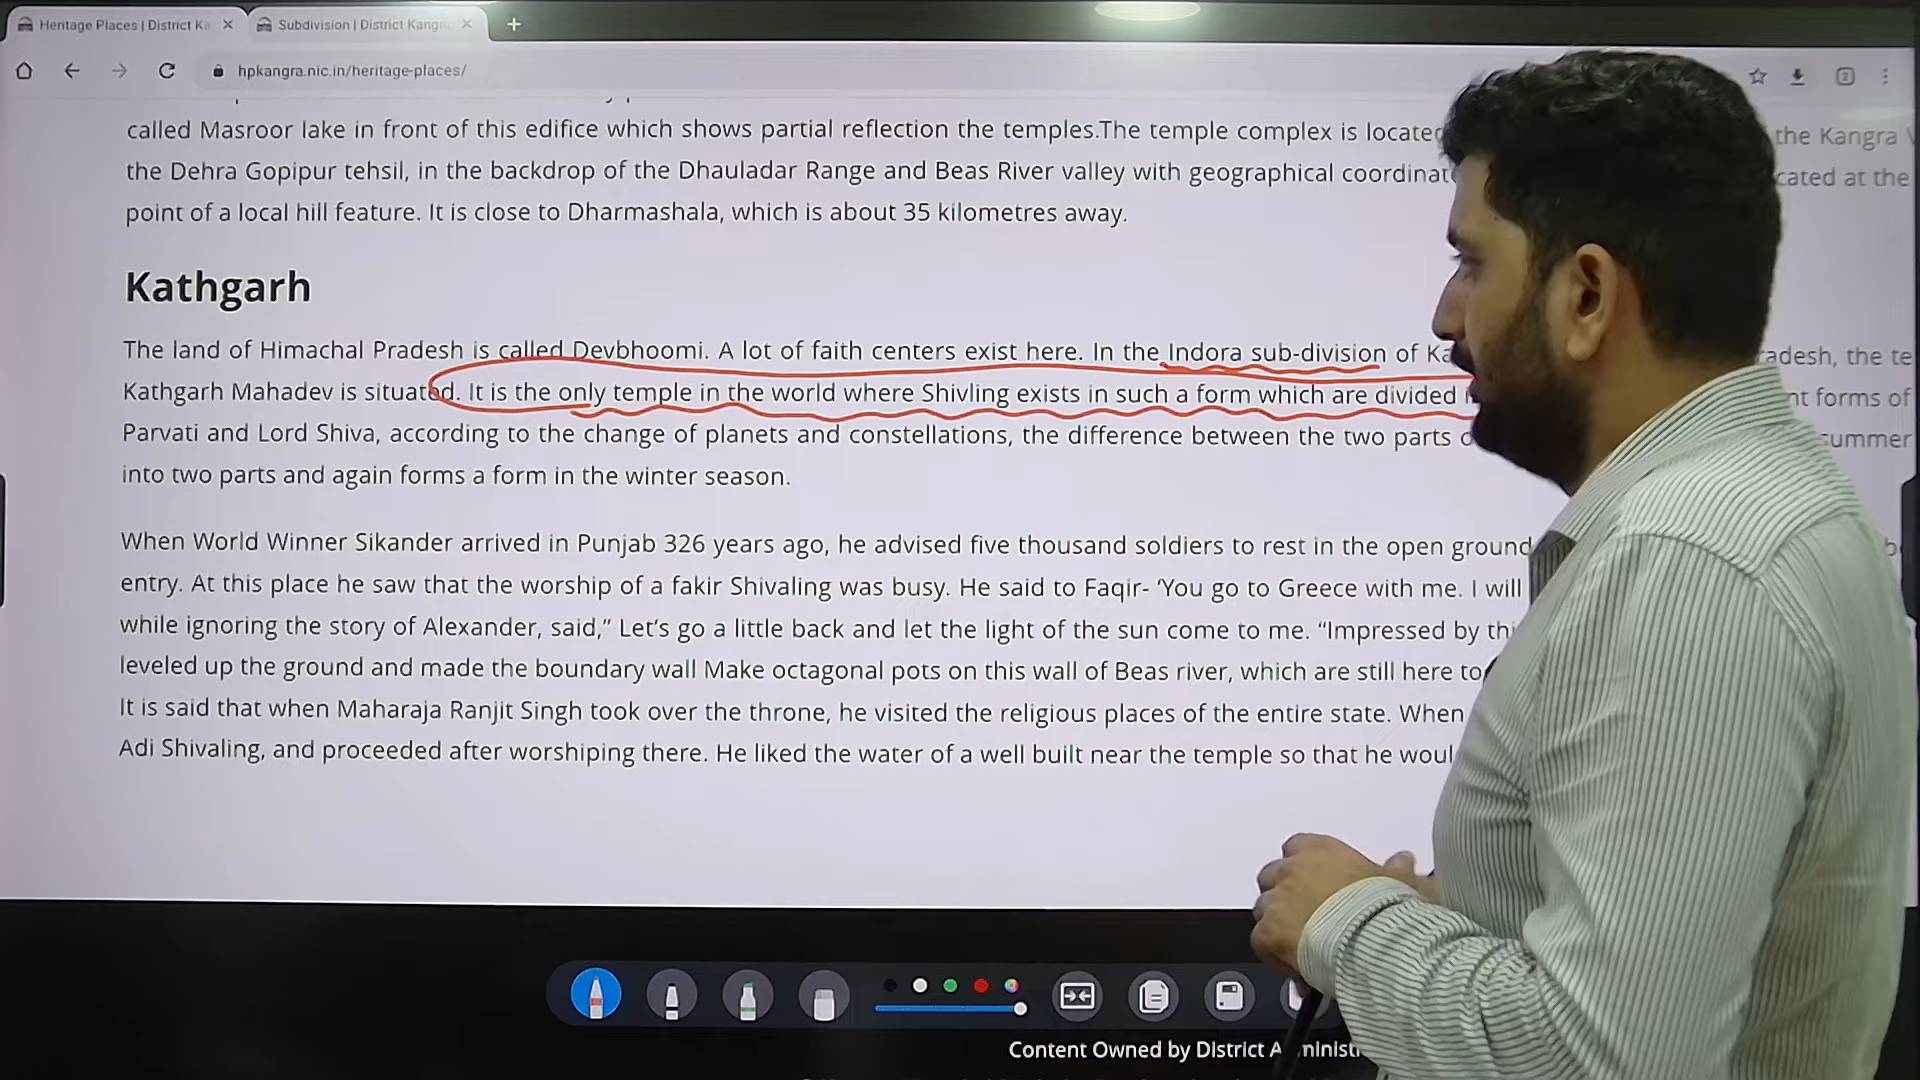 Heritage Places | District Ka
Subdivision | District Kangra
hpkangra.nic.in/heritage-places/
2
called Masroor lake in front of this edifice which shows partial reflection the temples.The temple complex is located the Kangra
the Dehra Gopipur tehsil, in the backdrop of the Dhauladar Range and Beas River valley with geographical coordinate cated at the
point of a local hill feature. It is close to Dharmashala, which is about 35 kilometres away.
Kathgarh
The land of Himachal Pradesh is called Devbhoomi. A lot of faith centers exist here. In the Indora sub-division of Ka radesh, the te
Kathgarh Mahadev is situated. It is the only temple in the world where Shivling exists in such a form which are divided nt forms of
Parvati and Lord Shiva, according to the change of planets and constellations, the difference between the two parts summer
into two parts and again forms a form in the winter season.
When World Winner Sikander arrived in Punjab 326 years ago, he advised five thousand soldiers to rest in the open ground
entry. At this place he saw that the worship of a fakir Shivaling was busy. He said to Faqir- ‘You go to Greece with me. I will
while ignoring the story of Alexander, said,” Let’s go a little back and let the light of the sun come to me. “Impressed by thi
leveled up the ground and made the boundary wall Make octagonal pots on this wall of Beas river, which are still here to
It is said that when Maharaja Ranjit Singh took over the throne, he visited the religious places of the entire state. When
Adi Shivaling, and proceeded after worshiping there. He liked the water of a well built near the temple so that he woul
Content Owned by District A ministr